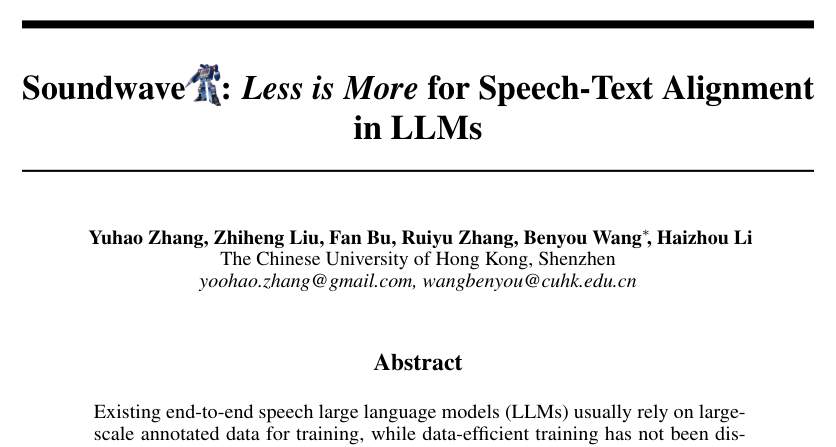 Soundwave: Less is More for Speech-Text Alignment
in LLMs
Yuhao Zhang, Zhiheng Liu, Fan Bu, Ruiyu Zhang, Benyou Wang*, Haizhou Li
The Chinese University of Hong Kong, Shenzhen
yoohao.zhang@gmail.com, wangbenyou@cuhk.edu.cn
Abstract
Existing end-to-end speech large language models (LLMs) usually rely on large-
scale annotated data for training, while data-efficient training has not been dis-